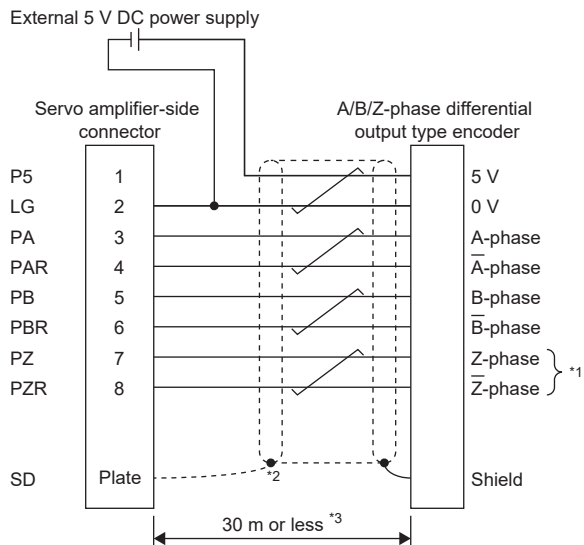 External 5 V DC power supply
Servo amplifier-side
connector
A/B/Z-phase differential
output type encoder
P5 1 5 V
LG 2 0 V
PA 3 A-phase
PAR 4 A̅-phase
PB 5 B-phase
PBR 6 B̅-phase
PZ 7 Z-phase
*1
PZR 8 Z̅-phase
SD Plate *2 Shield
30 m or less *3